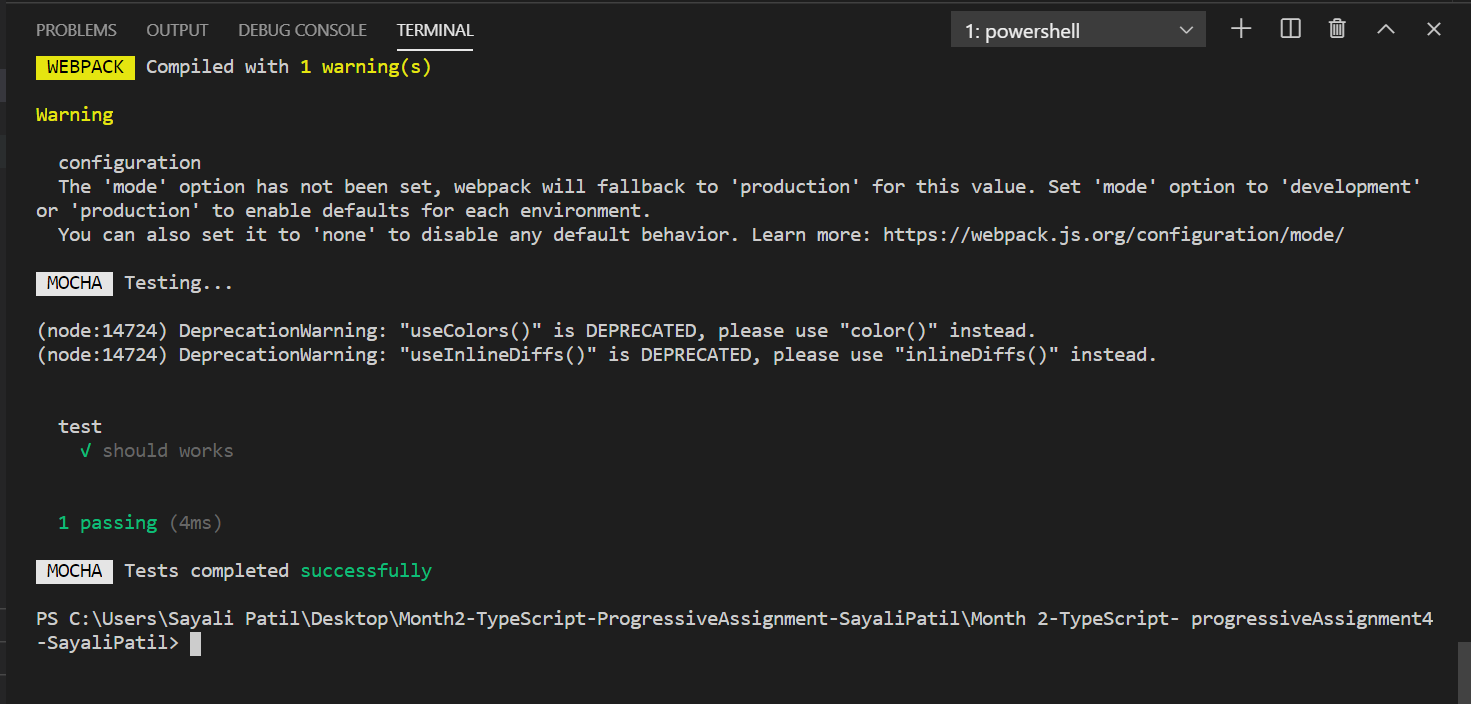 PROBLEMS OUTPUT DEBUG CONSOLE TERMINAL 1: powershell
WEBPACK Compiled with 1 warning(s)
Warning
configuration
The 'mode' option has not been set, webpack will fallback to 'production' for this value. Set 'mode' option to 'development'
or 'production' to enable defaults for each environment.
You can also set it to 'none' to disable any default behavior. Learn more: https://webpack.js.org/configuration/mode/
MOCHA Testing...
(node:14724) DeprecationWarning: "useColors()" is DEPRECATED, please use "color()" instead.
(node:14724) DeprecationWarning: "useInlineDiffs()" is DEPRECATED, please use "inlineDiffs()" instead.
test
√ should works
1 passing (4ms)
MOCHA Tests completed successfully
PS C:\Users\Sayali Patil\Desktop\Month2-TypeScript-ProgressiveAssignment-SayaliPatil\Month 2-TypeScript- progressiveAssignment4
-SayaliPatil>